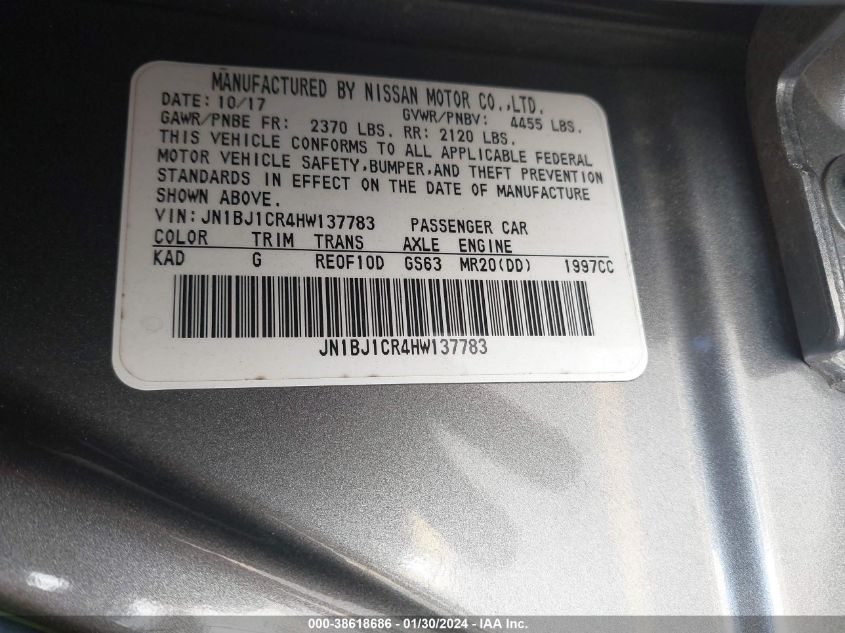 MANUFACTURED BY NISSAN MOTOR CO.,LTD.
DATE: 10/17 GVWR/PNBV: 4455 LBS.
GAWR/PNBE FR: 2370 LBS. RR: 2120 LBS.
THIS VEHICLE CONFORMS TO ALL APPLICABLE FEDERAL
MOTOR VEHICLE SAFETY,BUMPER,AND THEFT PREVENTION
STANDARDS IN EFFECT ON THE DATE OF MANUFACTURE
SHOWN ABOVE.
VIN:JN1BJ1CR4HW137783 PASSENGER CAR
COLOR TRIM TRANS AXLE ENGINE
KAD G RE0F10D GS63 MR20(DD) 1997CC
JN1BJ1CR4HW137783
000-38618686 - 01/30/2024 - IAAI.com